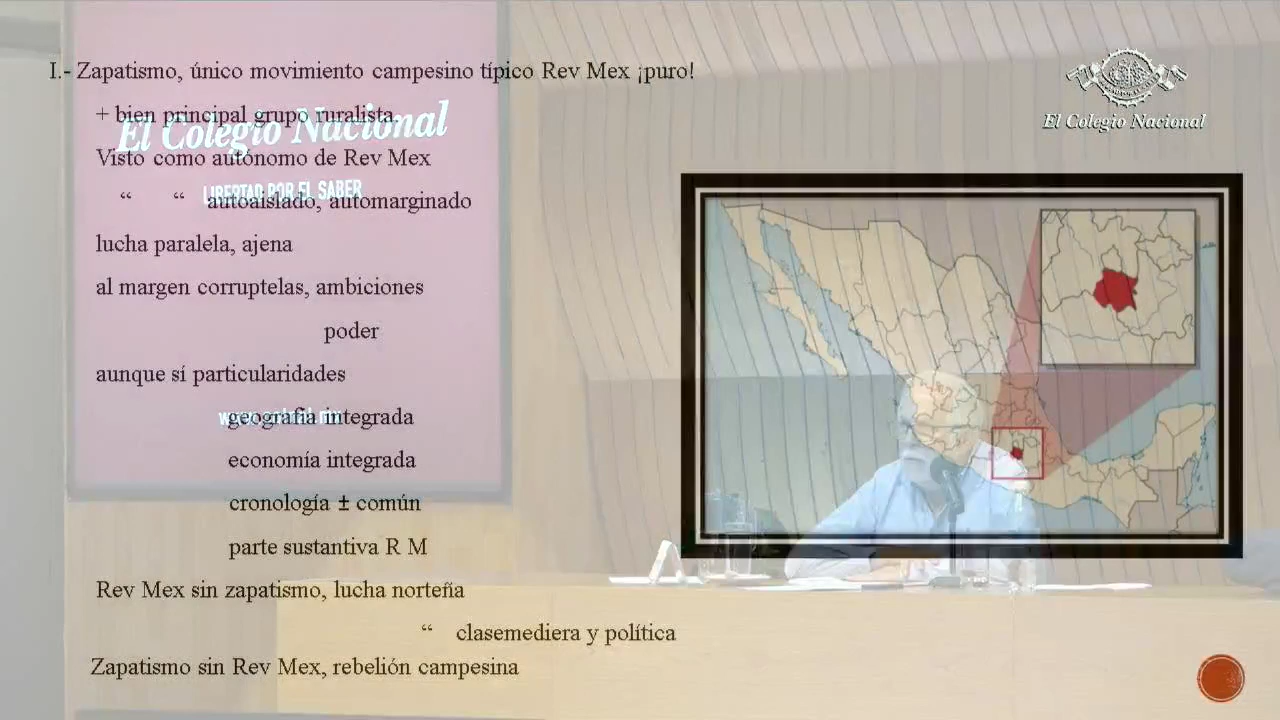 I.- Zapatismo, único movimiento campesino típico Rev Mex ¡puro!
+ bien principal grupo ruralista.
Visto como autónomo de Rev Mex
“ “ autoaislado, automarginado
lucha paralela, ajena
al margen corruptelas, ambiciones
poder
aunque sí particularidades
geografía integrada
economía integrada
cronología ± común
parte sustantiva R M
Rev Mex sin zapatismo, lucha norteña
“ clasemediera y política
Zapatismo sin Rev Mex, rebelión campesina
El Colegio Nacional
LIBERTAD POR EL SABER
El Colegio Nacional